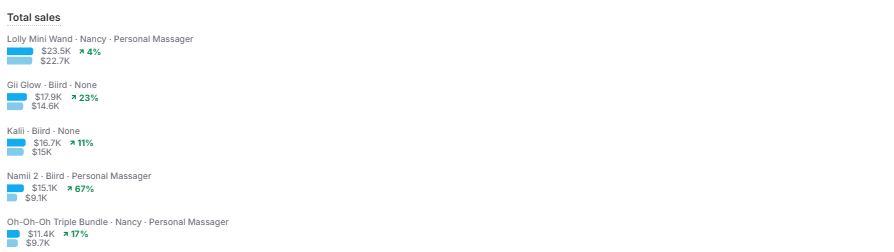 Total sales
Lolly Mini Wand · Nancy · Personal Massager
$23.5K ↗ 4%
$22.7K
Gii Glow · Biird · None
$17.9K ↗ 23%
$14.6K
Kalii · Biird · None
$16.7K ↗ 11%
$15K
Namii 2 · Biird · Personal Massager
$15.1K ↗ 67%
$9.1K
Oh-Oh-Oh Triple Bundle · Nancy · Personal Massager
$11.4K ↗ 17%
$9.7K